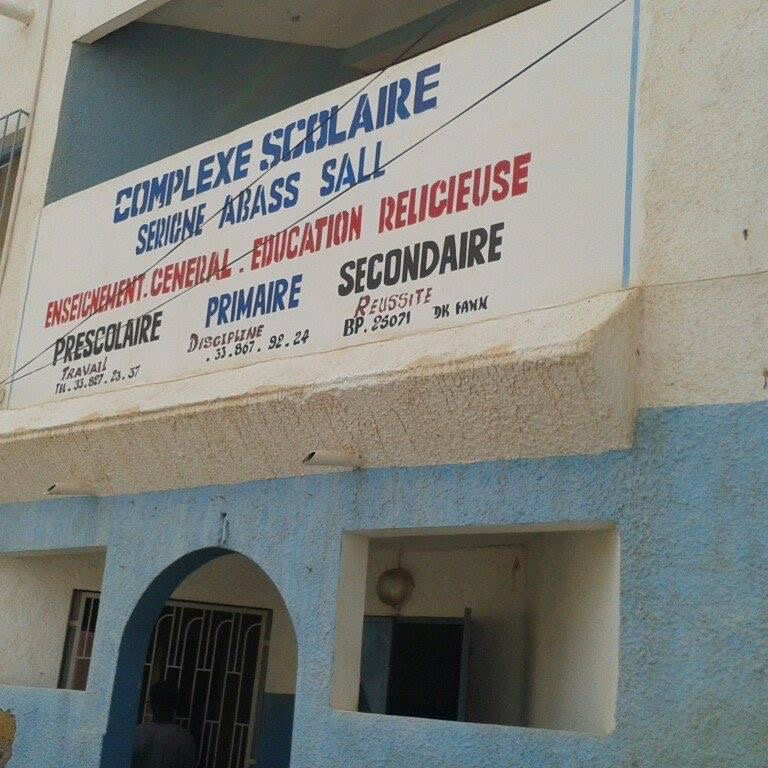 COMPLEXE SCOLAIRE
SERIGNE ABASS SALL
ENSEIGNEMENT. GENERAL. EDUCATION RELIGIEUSE
PRESCOLAIRE PRIMAIRE SECONDAIRE
TRAVAIL DISCIPLINE REUSSITE
TEL. 33. 827. 23. 37 . 33. 867. 92. 24 BP. 25071 DK FANN